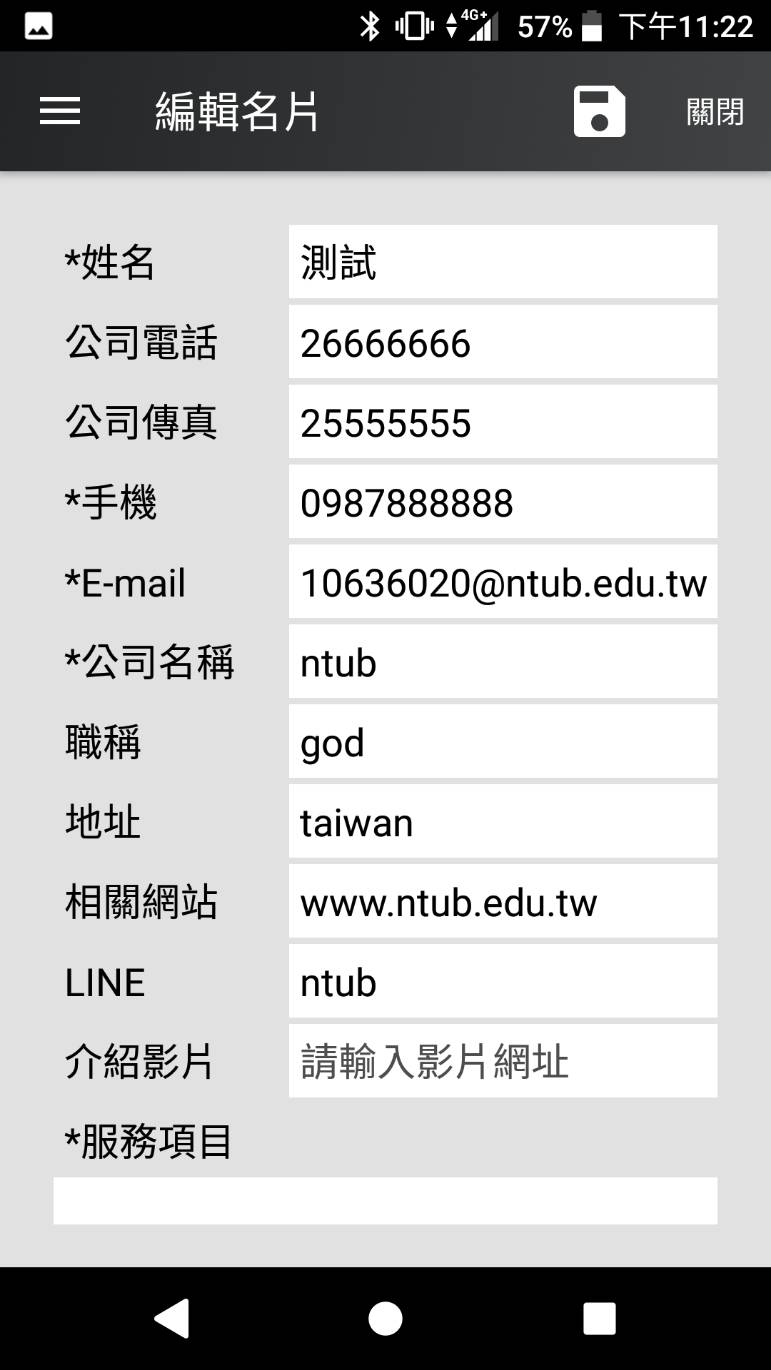 4G+ 57% 下午11:22
編輯名片 關閉
*姓名 測試
公司電話 26666666
公司傳真 25555555
*手機 0987888888
*E-mail 10636020@ntub.edu.tw
*公司名稱 ntub
職稱 god
地址 taiwan
相關網站 www.ntub.edu.tw
LINE ntub
介紹影片 請輸入影片網址
*服務項目